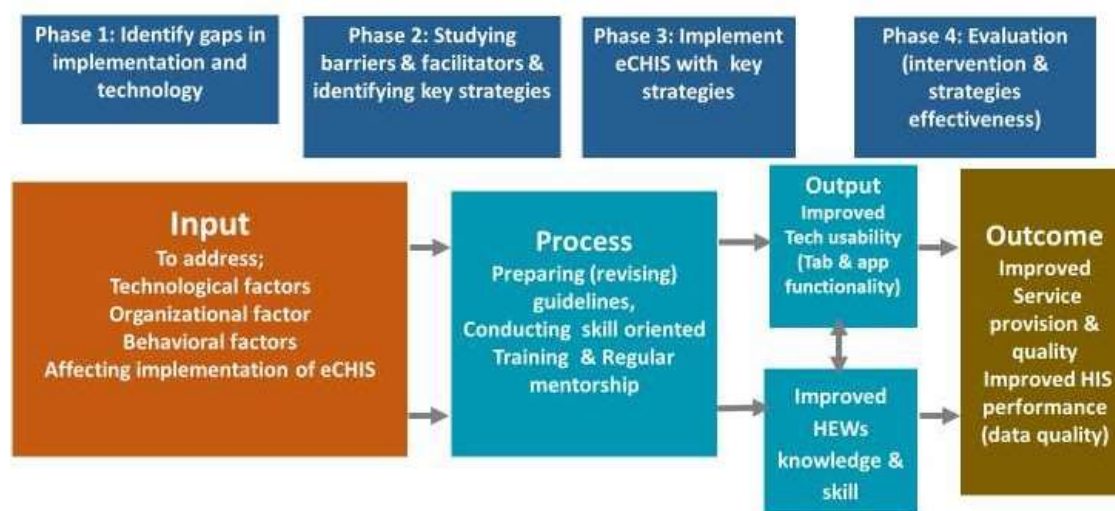 Phase 1: Identify gaps in
implementation and
technology
Phase 2: Studying
barriers & facilitators &
identifying key strategies
Phase 3: Implement
eCHIS with key
strategies
Phase 4: Evaluation
(intervention &
strategies
effectiveness)
Input
To address;
Technological factors
Organizational factor
Behavioral factors
Affecting implementation of eCHIS
Process
Preparing (revising)
guidelines,
Conducting skill oriented
Training & Regular
mentorship
Output
Improved
Tech usability
(Tab & app
functionality)
Improved
HEWs
knowledge &
skill
Outcome
Improved
Service
provision &
quality
Improved HIS
performance
(data quality)